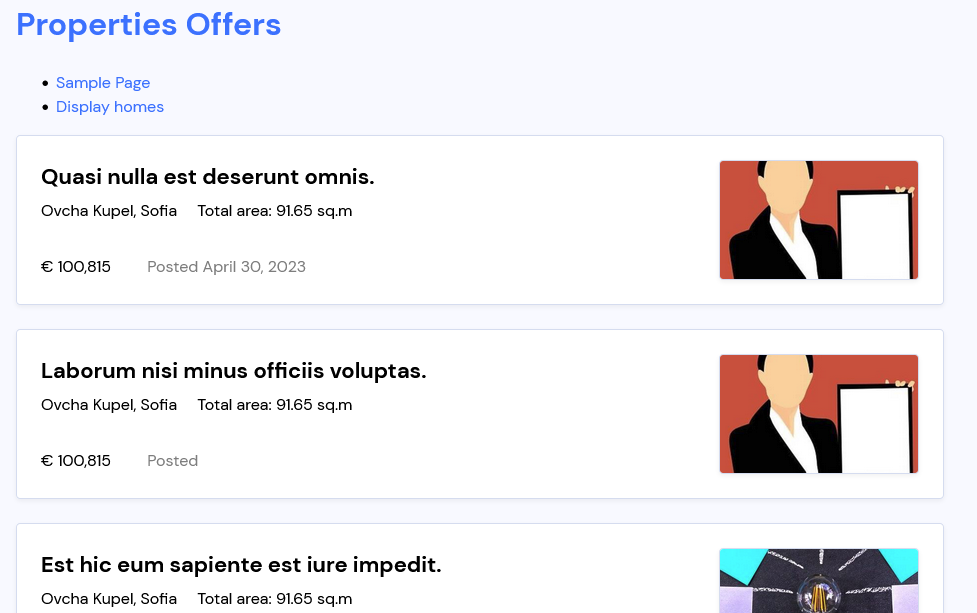 Properties Offers
Sample Page
Display homes
Quasi nulla est deserunt omnis.
Ovcha Kupel, Sofia Total area: 91.65 sq.m
€ 100,815 Posted April 30, 2023
Laborum nisi minus officiis voluptas.
Ovcha Kupel, Sofia Total area: 91.65 sq.m
€ 100,815 Posted
Est hic eum sapiente est iure impedit.
Ovcha Kupel, Sofia Total area: 91.65 sq.m